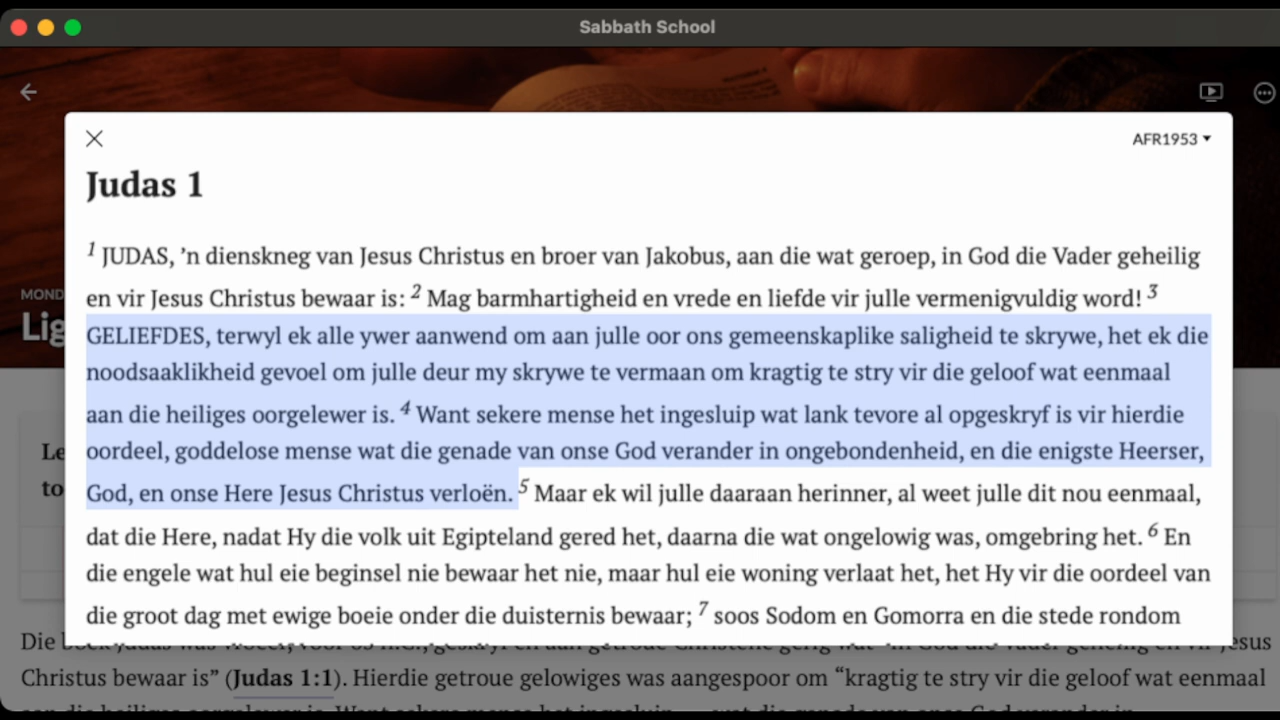 Sabbath School
AFR1953
Judas 1
1 JUDAS, ’n dienskneg van Jesus Christus en broer van Jakobus, aan die wat geroep, in God die Vader geheilig
en vir Jesus Christus bewaar is: 2 Mag barmhartigheid en vrede en liefde vir julle vermenigvuldig word! 3
GELIEFDES, terwyl ek alle ywer aanwend om aan julle oor ons gemeenskaplike saligheid te skrywe, het ek die
noodsaaklikheid gevoel om julle deur my skrywe te vermaan om kragtig te stry vir die geloof wat eenmaal
aan die heiliges oorgelewer is. 4 Want sekere mense het ingesluip wat lank tevore al opgeskryf is vir hierdie
oordeel, goddelose mense wat die genade van onse God verander in ongebondenheid, en die enigste Heerser,
God, en onse Here Jesus Christus verloën. 5 Maar ek wil julle daaraan herinner, al weet julle dit nou eenmaal,
dat die Here, nadat Hy die volk uit Egipteland gered het, daarna die wat ongelowig was, omgebring het. 6 En
die engele wat hul eie beginsel nie bewaar het nie, maar hul eie woning verlaat het, het Hy vir die oordeel van
die groot dag met ewige boeie onder die duisternis bewaar; 7 soos Sodom en Gomorra en die stede rondom
MOND
Lig
Le
to
Die
Jesus
Christus bewaar is” (Judas 1:1). Hierdie getroue gelowiges was aangespoor om “kragtig te stry vir die geloof wat eenmaal